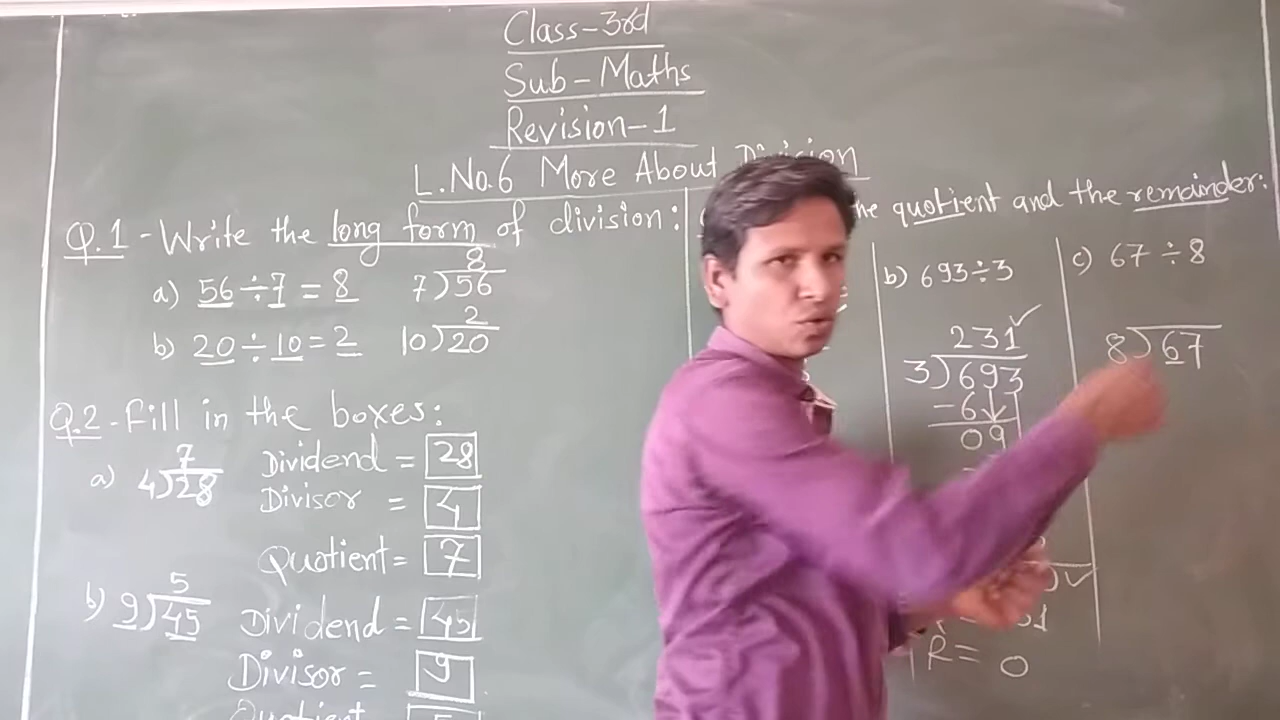 Class-3rd
Sub-Maths
Revision-1
L.No.6 More About Division
Q.1-Write the long form of division:
a) 56÷7=8
8
7)56
b) 20÷10=2
2
10)20
Q.2-Fill in the boxes:
a) 7
4)28
Dividend = 28
Divisor = 4
Quotient= 7
b) 5
9)45
Dividend = 45
Divisor = 9
Quotient 5
the quotient and the remainder:
b) 693÷3
231 ✓
3)693
-6↓
09
R= 0
c) 67÷8
8)67